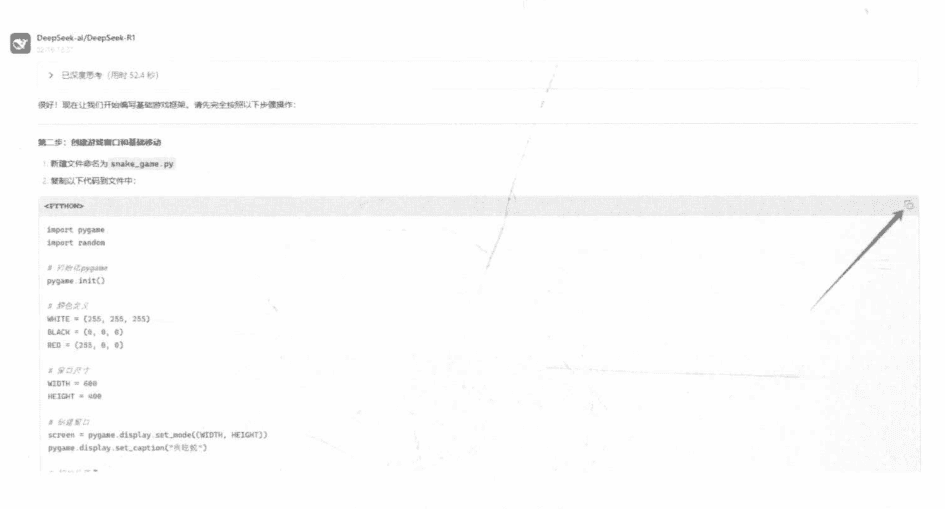 DeepSeek-ai/DeepSeek-R1
已深度思考（用时 52.4 秒）
很好！现在让我们开始编写基础游戏框架。请先完全按照以下步骤操作：
第二步：创建游戏窗口和基础移动
1. 新建文件命名为 snake_game.py
2. 复制以下代码到文件中：
<PYTHON>
import pygame
import random
# 初始化pygame
pygame.init()
# 颜色定义
WHITE = (255, 255, 255)
BLACK = (0, 0, 0)
RED = (255, 0, 0)
# 窗口尺寸
WIDTH = 600
HEIGHT = 400
# 创建窗口
screen = pygame.display.set_mode((WIDTH, HEIGHT))
pygame.display.set_caption("贪吃蛇")